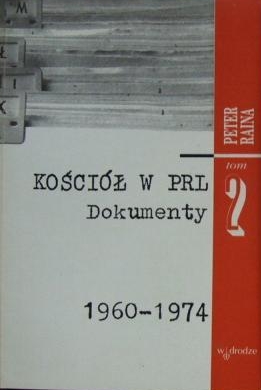 M
Ł
I
K
PETER
RAINA
tom
2
KOŚCIÓŁ W PRL
Dokumenty
1960–1974
w drodze